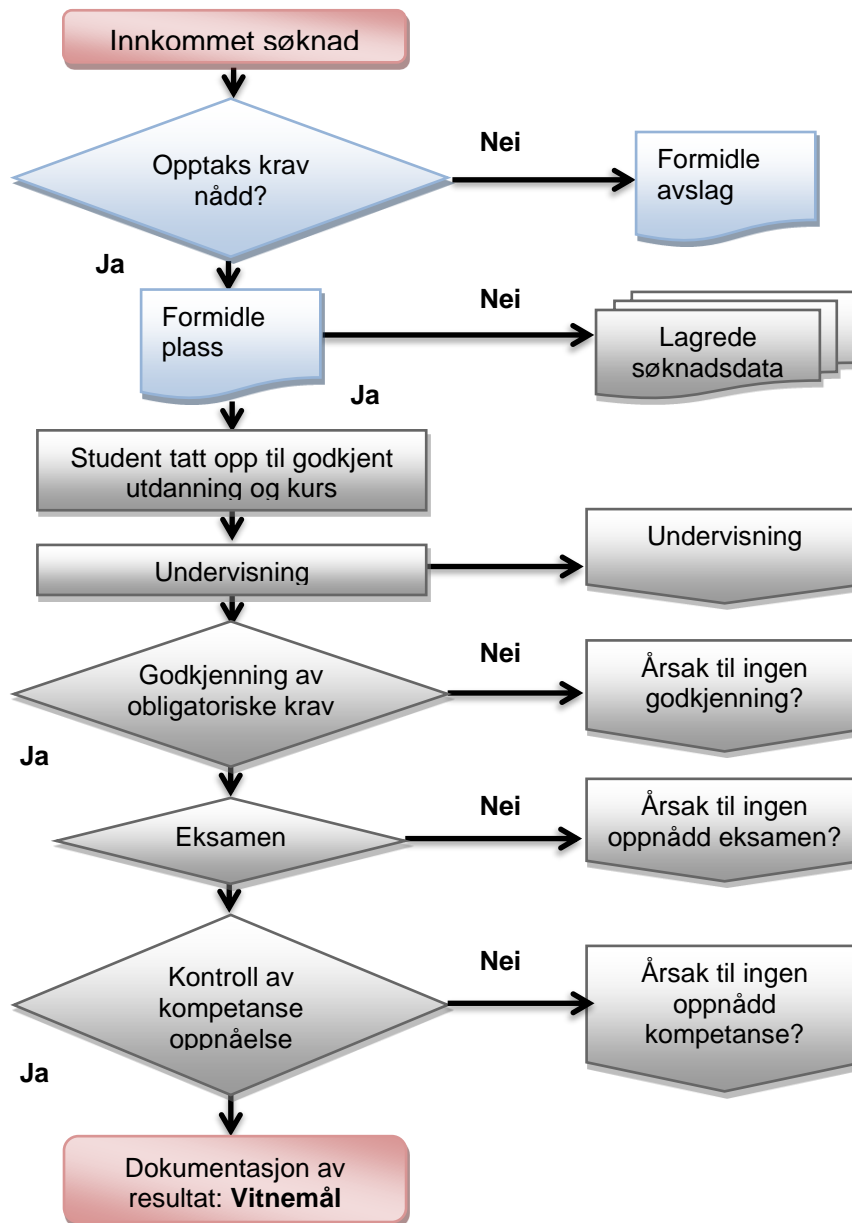 Innkommet søknad
Nei
Opptaks krav
nådd?
Formidle
avslag
Ja
Nei
Formidle
plass
Lagrede
søknadsdata
Ja
Student tatt opp til godkjent
utdanning og kurs
Undervisning
Undervisning
Nei
Godkjenning av
obligatoriske krav
Årsak til ingen
godkjenning?
Ja
Nei
Eksamen
Årsak til ingen
oppnådd eksamen?
Nei
Kontroll av
kompetanse
oppnåelse
Årsak til ingen
oppnådd
kompetanse?
Ja
Dokumentasjon av
resultat: Vitnemål